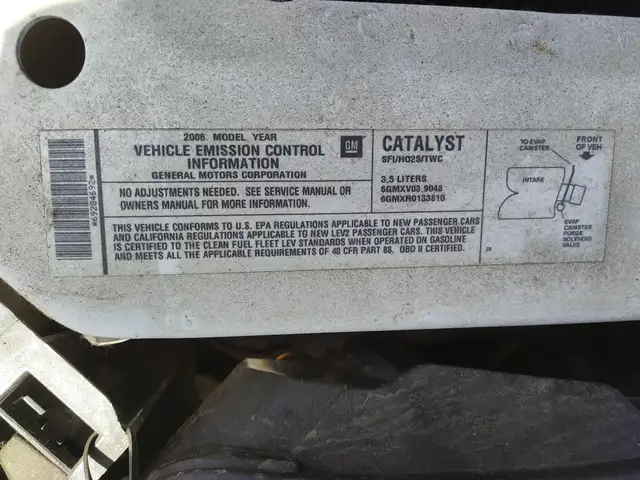 *69284692*
2006 MODEL YEAR
VEHICLE EMISSION CONTROL
INFORMATION
GENERAL MOTORS CORPORATION
GM
NO ADJUSTMENTS NEEDED. SEE SERVICE MANUAL OR
OWNERS MANUAL FOR MORE INFORMATION.
CATALYST
SFI/HO2S/TWC
3.5 LITERS
6GMXV03.9048
6GMXR0133810
THIS VEHICLE CONFORMS TO U.S. EPA REGULATIONS APPLICABLE TO NEW PASSENGER CARS
AND CALIFORNIA REGULATIONS APPLICABLE TO NEW LEV2 PASSENGER CARS. THIS VEHICLE
IS CERTIFIED TO THE CLEAN FUEL FLEET LEV STANDARDS WHEN OPERATED ON GASOLINE
AND MEETS ALL THE APPLICABLE REQUIREMENTS OF 40 CFR PART 88. OBD II CERTIFIED.
TO EVAP
CANISTER
FRONT
OF VEH
INTAKE
EVAP
CANISTER
PURGE
SOLENOID
VALVE